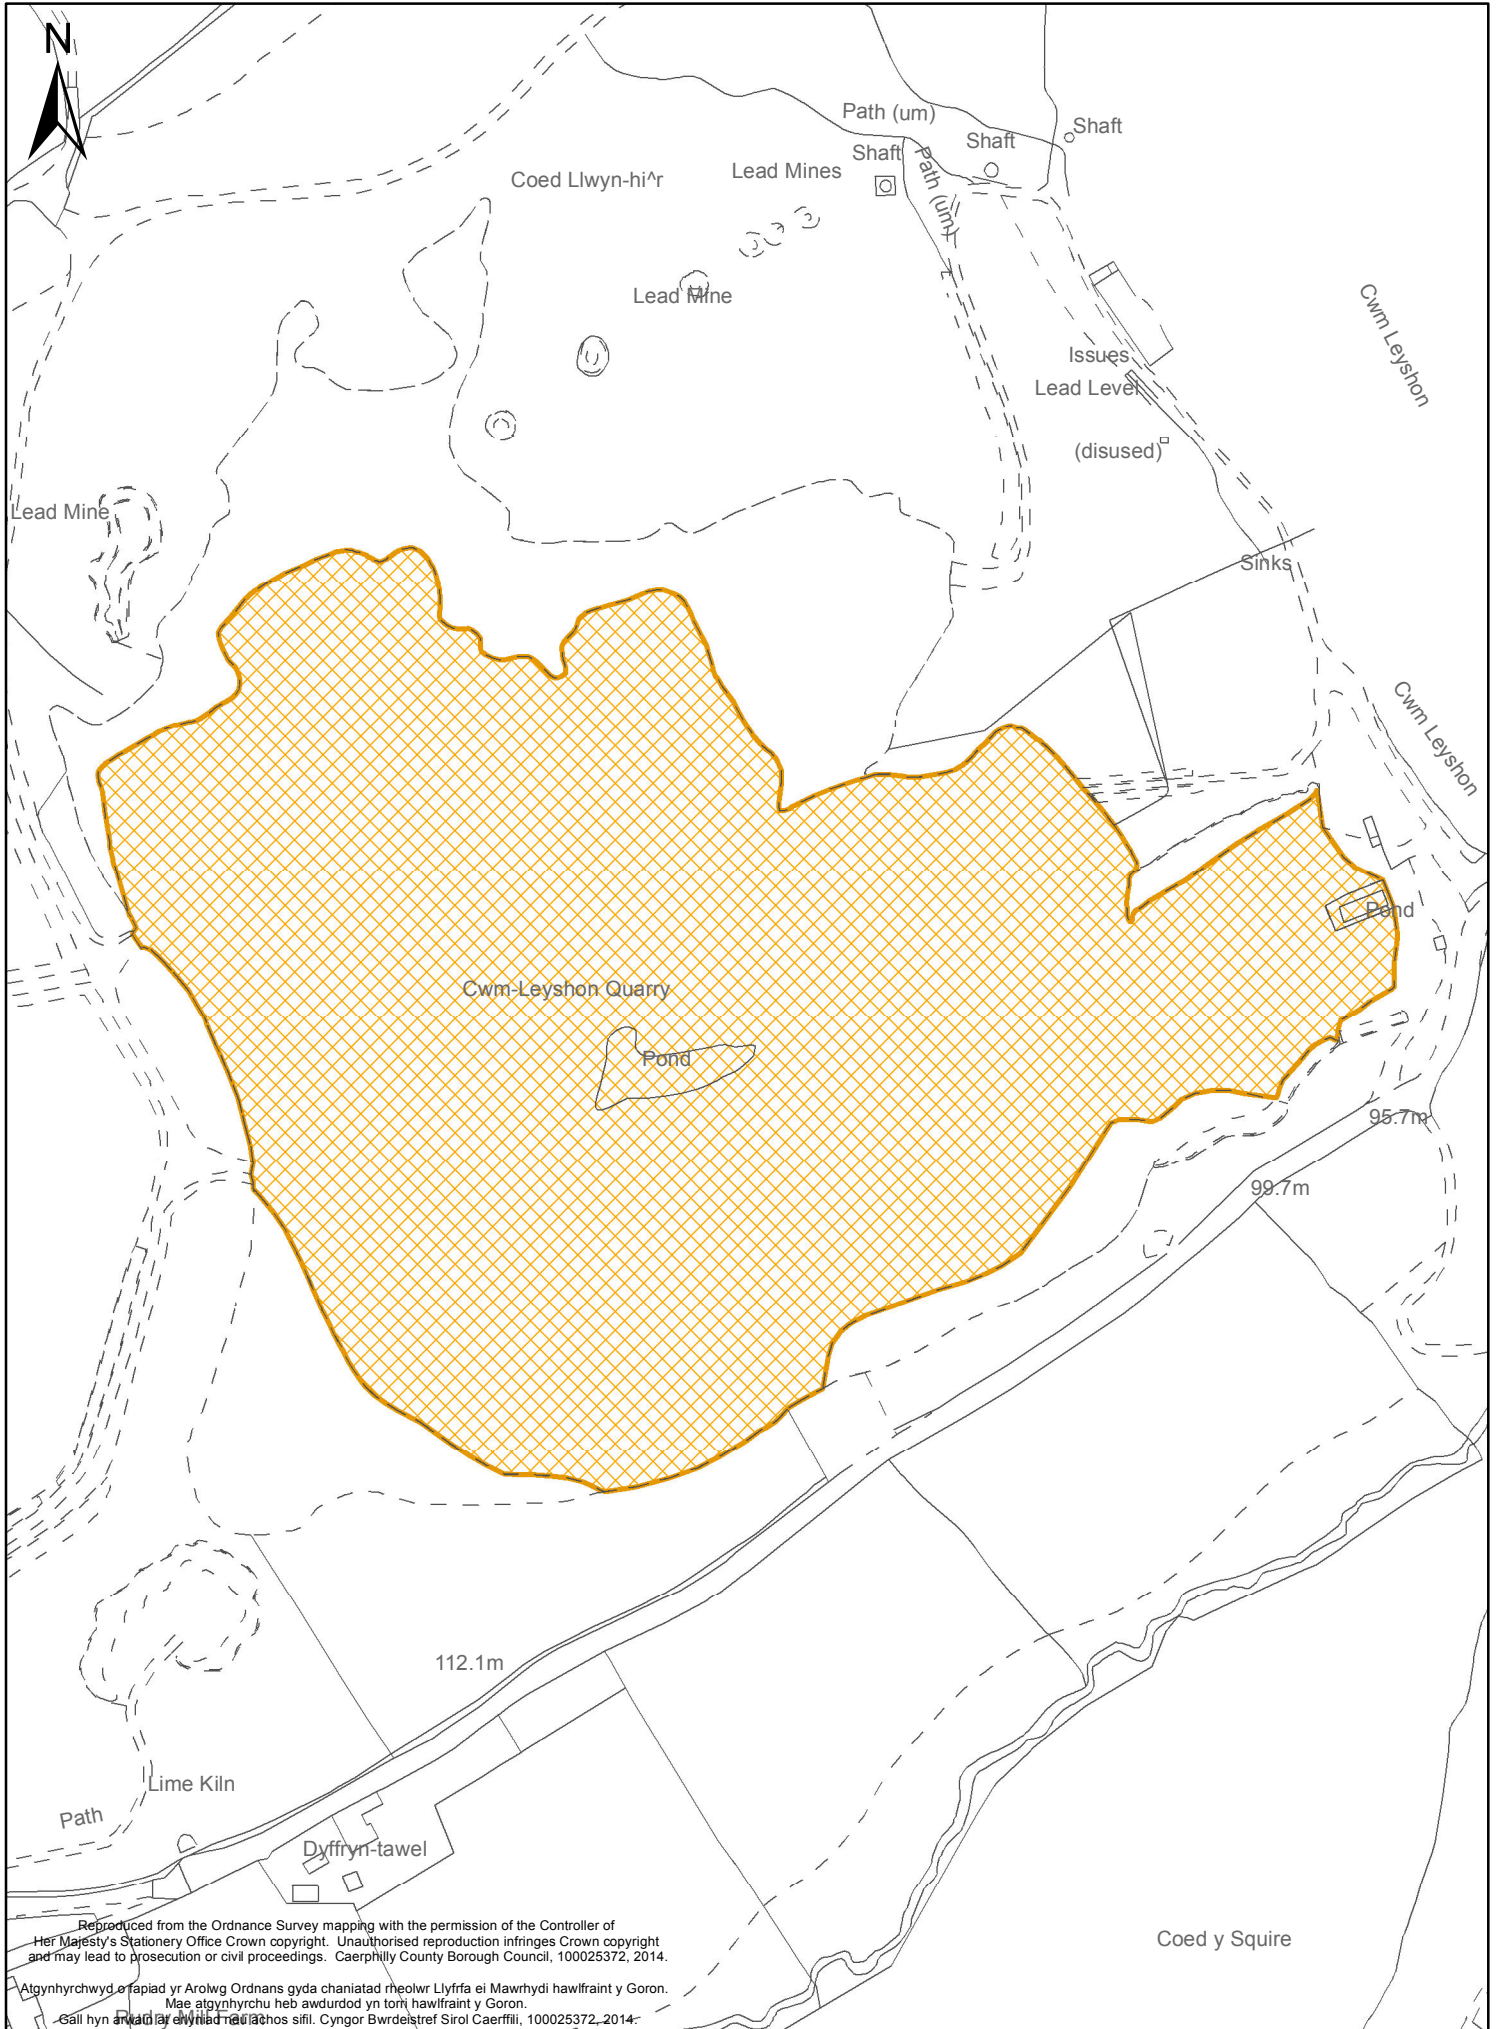 N
Path (um)
Shaft
Shaft
Shaft
Path (um)
Lead Mines
Coed Llwyn-hi^r
Lead Mine
Cwm Leyshon
Issues
Lead Level
(disused)
Lead Mine
Sinks
Cwm Leyshon
Pond
Cwm-Leyshon Quarry
Pond
95.7m
99.7m
112.1m
Lime Kiln
Path
Dyffryn-tawel
Coed y Squire
Reproduced from the Ordnance Survey mapping with the permission of the Controller of
Her Majesty's Stationery Office Crown copyright. Unauthorised reproduction infringes Crown copyright
and may lead to prosecution or civil proceedings. Caerphilly County Borough Council, 100025372, 2014.
Atgynhyrchwyd o fapiad yr Arolwg Ordnans gyda chaniatad rheolwr Llyfrfa ei Mawrhydi hawlfraint y Goron.
Mae atgynhyrchu heb awdurdod yn torri hawlfraint y Goron.
Rudry Mill Farm
Gall hyn arwain at erlyniad neu achos sifil. Cyngor Bwrdeistref Sirol Caerffili, 100025372, 2014.